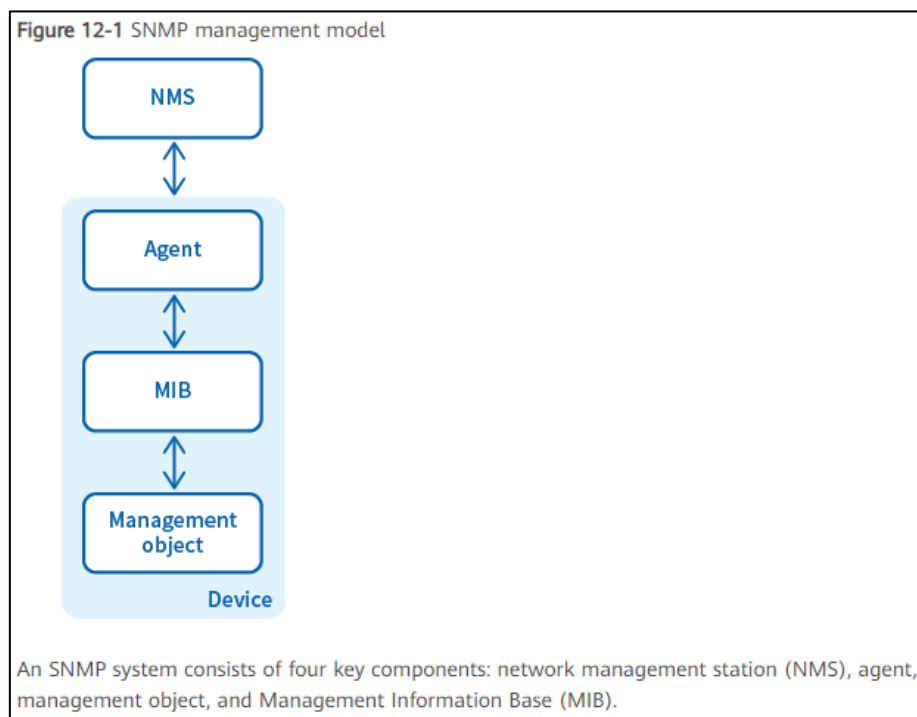 Figure 12-1 SNMP management model
NMS
Agent
MIB
Management
object
Device
An SNMP system consists of four key components: network management station (NMS), agent,
management object, and Management Information Base (MIB).